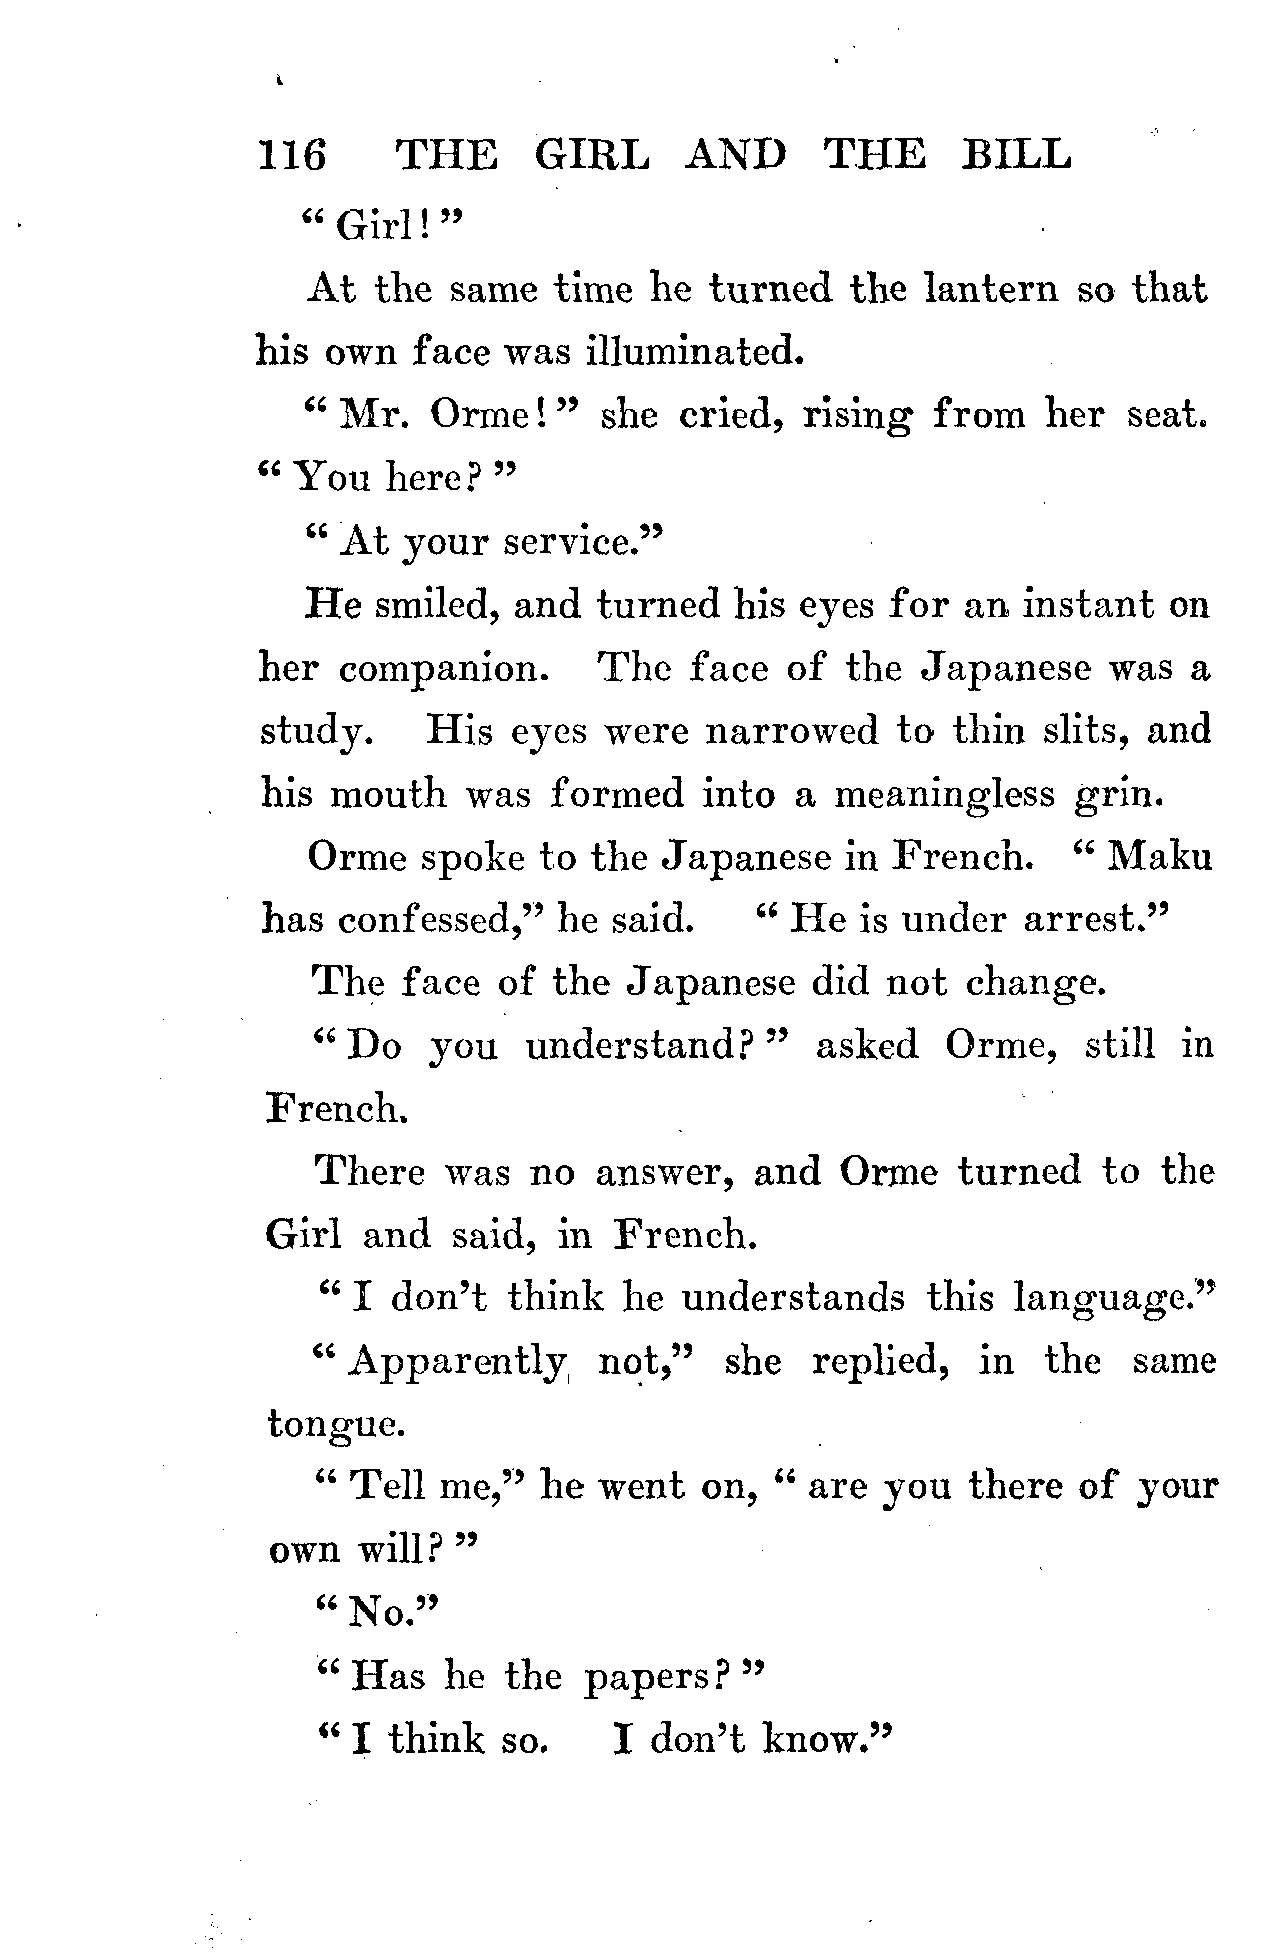 116 THE GIRL AND THE BILL
“ Girl! ”
At the same time he turned the lantern so that
his own face was illuminated.
“ Mr. Orme! ” she cried, rising from her seat.
“ You here? ”
“ At your service.”
He smiled, and turned his eyes for an instant on
her companion. The face of the Japanese was a
study. His eyes were narrowed to thin slits, and
his mouth was formed into a meaningless grin.
Orme spoke to the Japanese in French. “ Maku
has confessed,” he said. “ He is under arrest.”
The face of the Japanese did not change.
“ Do you understand? ” asked Orme, still in
French.
There was no answer, and Orme turned to the
Girl and said, in French.
“ I don’t think he understands this language.”
“ Apparently not,” she replied, in the same
tongue.
“ Tell me,” he went on, “ are you there of your
own will? ”
“ No.”
“ Has he the papers? ”
“ I think so. I don’t know.”